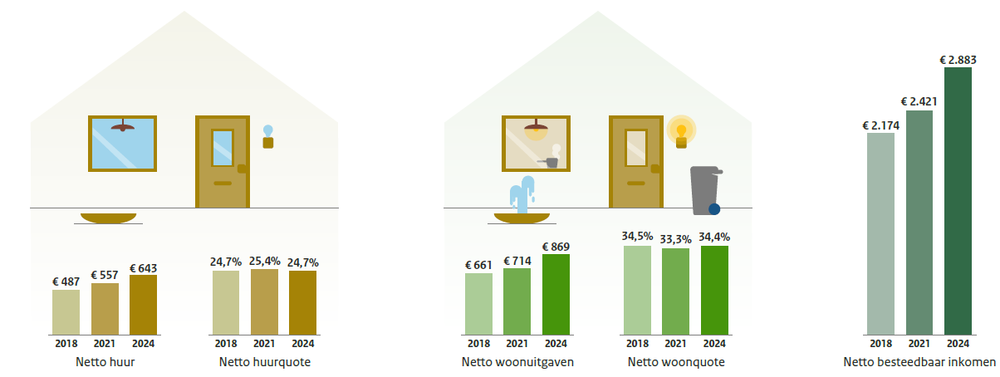 € 487
€ 557
€ 643
2018 2021 2024
Netto huur
24,7% 25,4% 24,7%
2018 2021 2024
Netto huurquote
€ 661
€ 714
€ 869
2018 2021 2024
Netto woonuitgaven
34,5% 33,3% 34,4%
2018 2021 2024
Netto woonquote
€ 2.174
€ 2.421
€ 2.883
2018 2021 2024
Netto besteedbaar inkomen